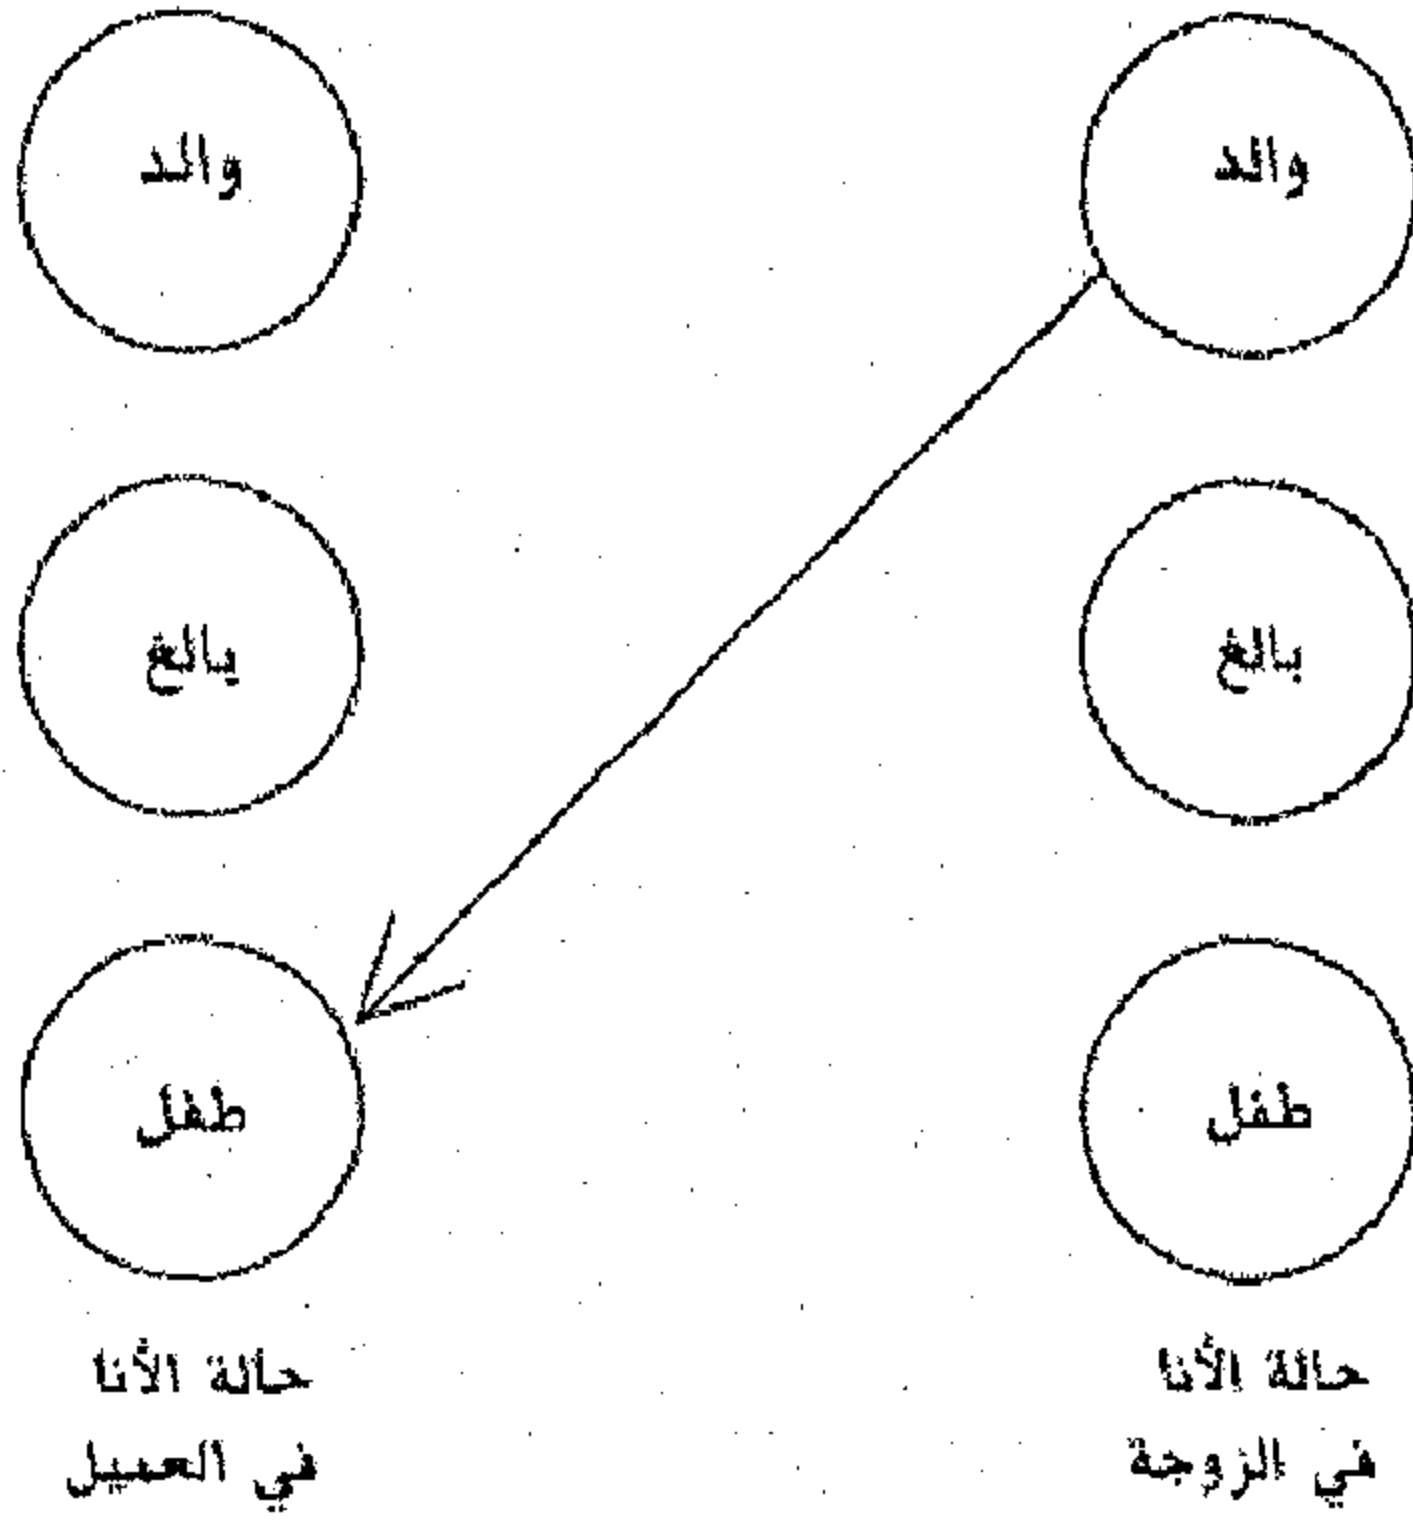 والد
والد
بالغ
بالغ
طفل
طفل
حالة الأنا
في الزوجة
حالة الأنا
في العميل